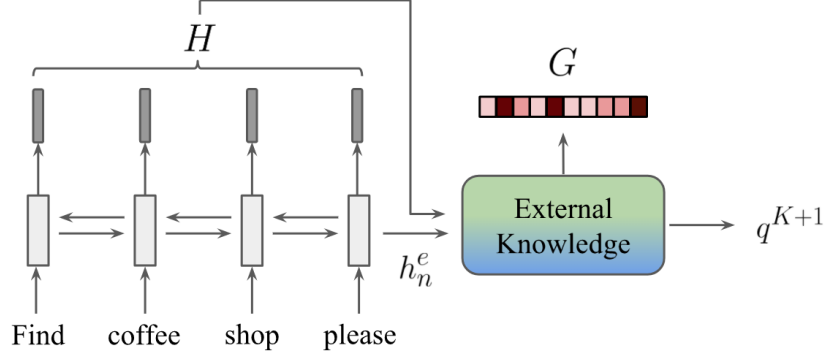 H
G
External
Knowledge
q^{K+1}
h_n^e
Find coffee shop please